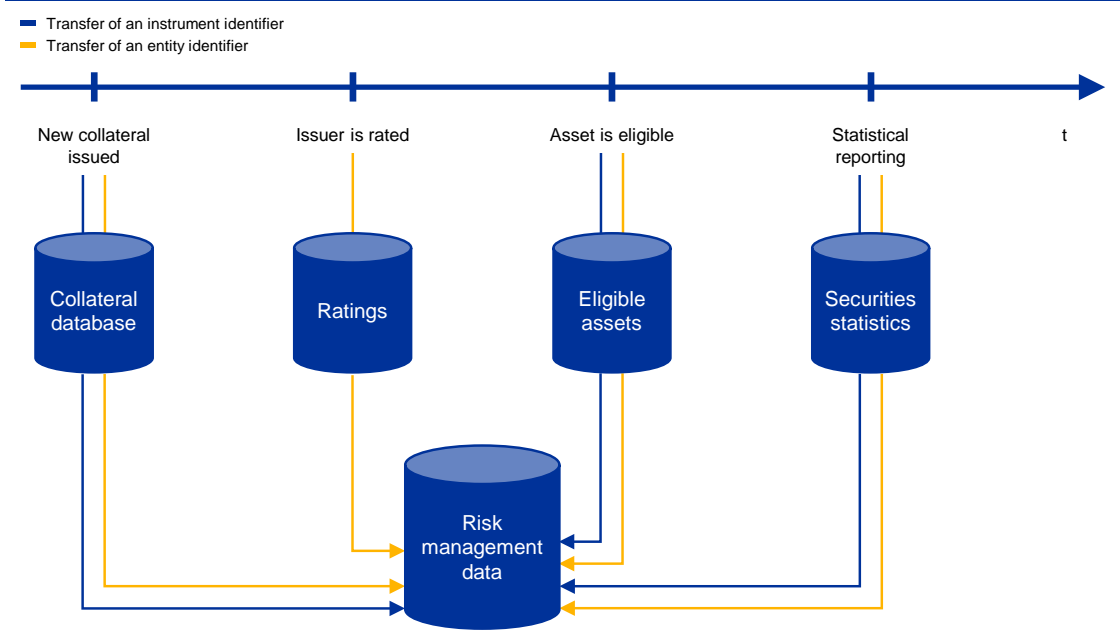 Transfer of an instrument identifier
Transfer of an entity identifier
New collateral
issued
Issuer is rated
Asset is eligible
Statistical
reporting
t
Collateral
database
Ratings
Eligible
assets
Securities
statistics
Risk
management
data